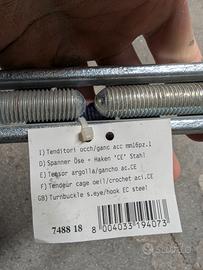 I) Tenditori occh/ganc acc mm16pz.1
D) Spanner Öse + Haken 'CE' Stahl
E) Tensor argolla/gancho ac.CE
F) Tendeur cage oeil/crochet aci.CE
GB) Turnbuckle s.eye/hook EC steel
7488 18
8 004033 194073
subito